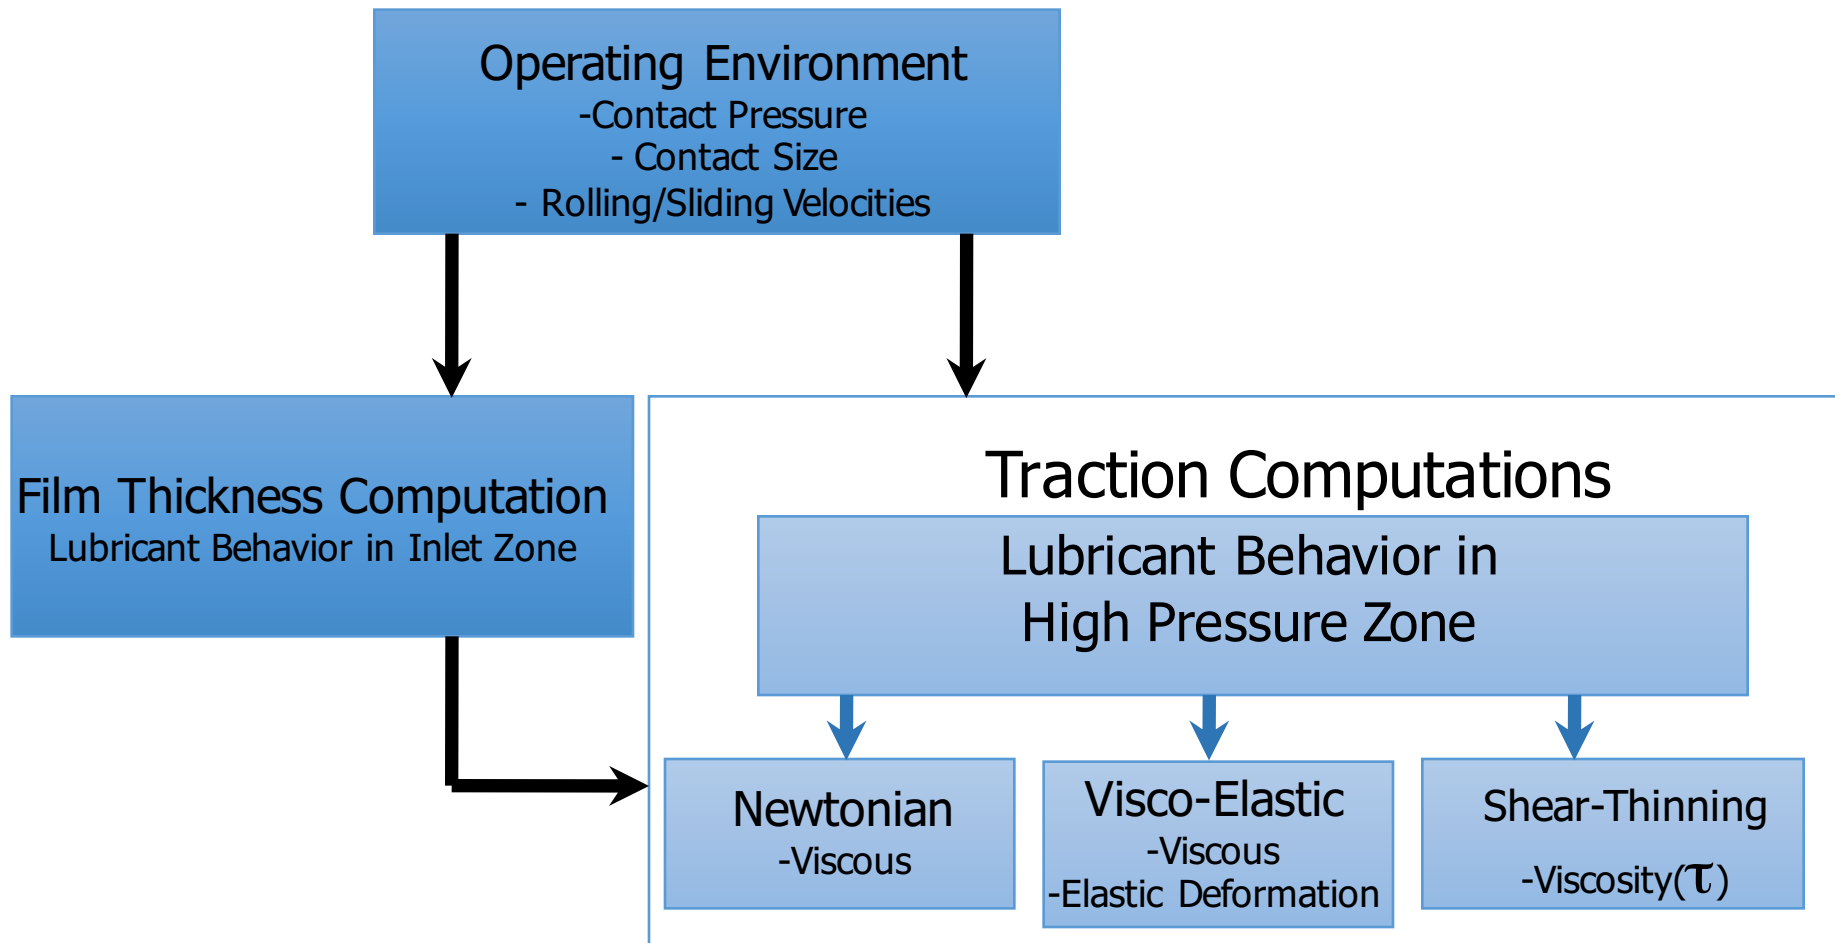 Operating Environment
-Contact Pressure
- Contact Size
- Rolling/Sliding Velocities
Film Thickness Computation
Lubricant Behavior in Inlet Zone
Traction Computations
Lubricant Behavior in
High Pressure Zone
Newtonian
-Viscous
Visco-Elastic
-Viscous
-Elastic Deformation
Shear-Thinning
-Viscosity(τ)